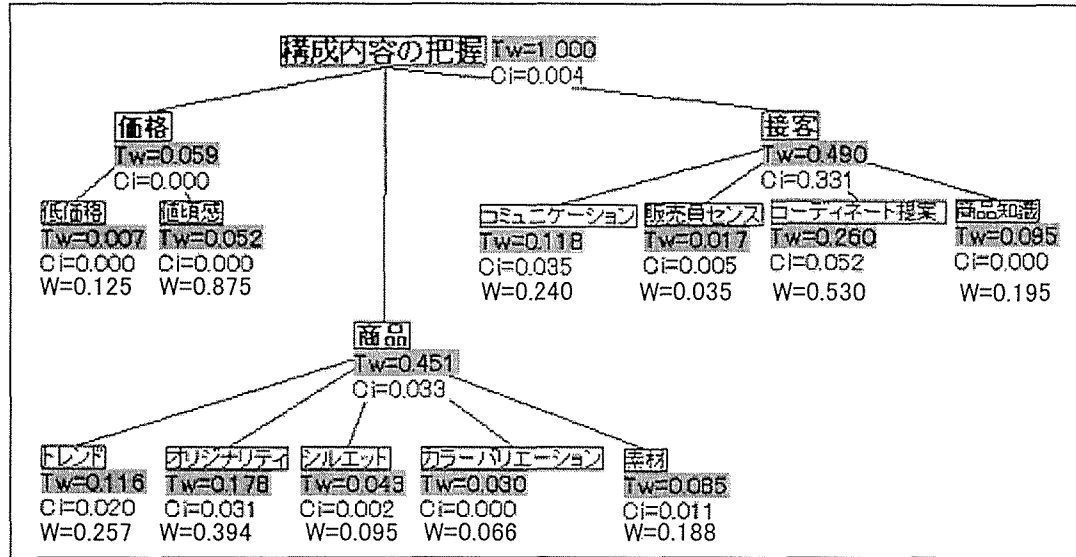 構成内容の把握 Tw=1.000
Ci=0.004
価格
Tw=0.059
Ci=0.000
低価格
Tw=0.007
Ci=0.000
W=0.125
値頃感
Tw=0.052
Ci=0.000
W=0.875
接客
Tw=0.490
Ci=0.331
コミュニケーション
Tw=0.118
Ci=0.035
W=0.240
販売員センス
Tw=0.017
Ci=0.005
W=0.035
コーディネート提案
Tw=0.260
Ci=0.052
W=0.530
商品知識
Tw=0.095
Ci=0.000
W=0.195
商品
Tw=0.451
Ci=0.033
トレンド
Tw=0.116
Ci=0.020
W=0.257
オリジナリティ
Tw=0.178
Ci=0.031
W=0.394
シルエット
Tw=0.043
Ci=0.002
W=0.095
カラーバリエーション
Tw=0.030
Ci=0.000
W=0.066
素材
Tw=0.085
Ci=0.011
W=0.188